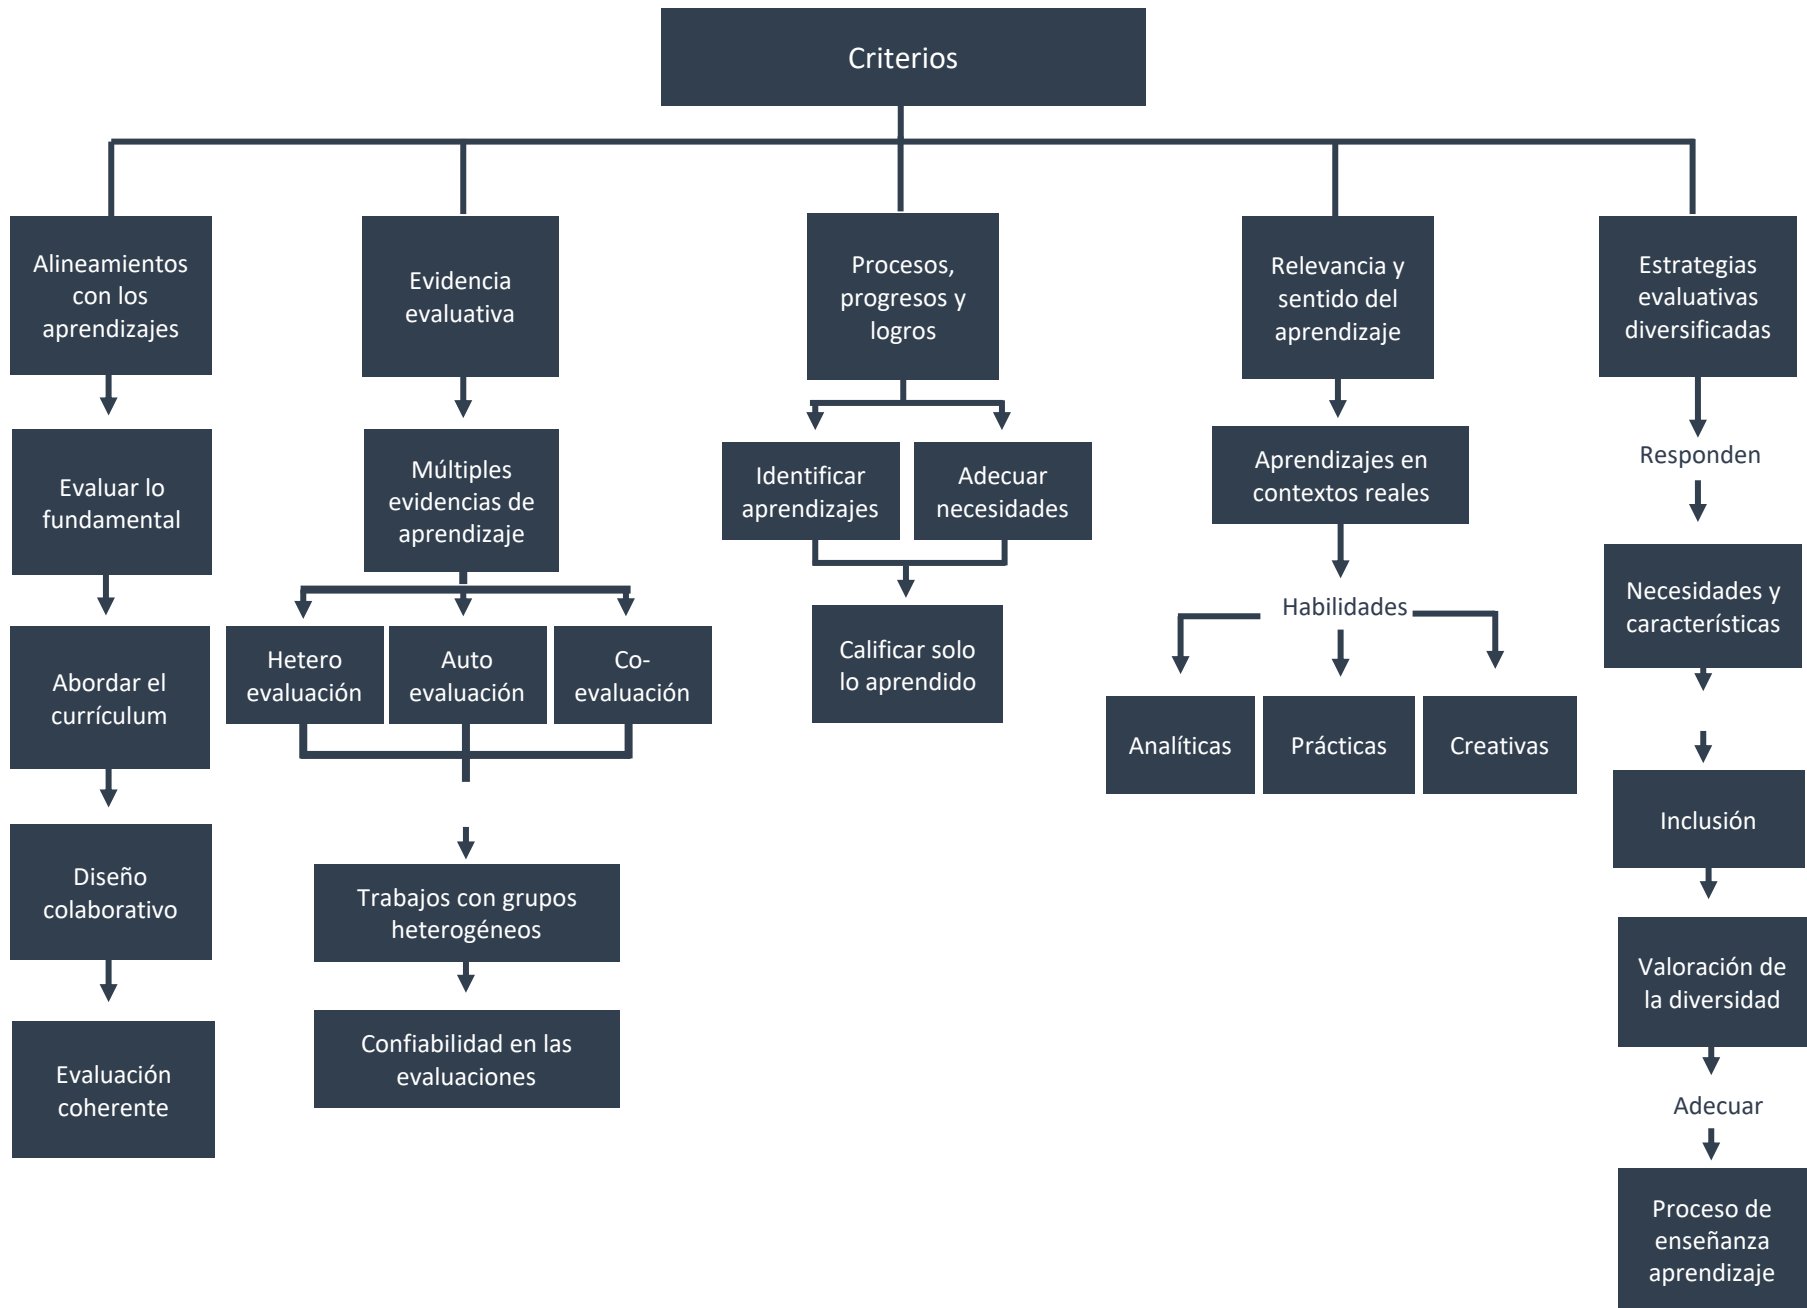 Criterios
Alineamientos
con los
aprendizajes
Evaluar lo
fundamental
Abordar el
currículum
Diseño
colaborativo
Evaluación
coherente
Evidencia
evaluativa
Múltiples
evidencias de
aprendizaje
Hetero
evaluación
Auto
evaluación
Co-
evaluación
Trabajos con grupos
heterogéneos
Confiabilidad en las
evaluaciones
Procesos,
progresos y
logros
Identificar
aprendizajes
Adecuar
necesidades
Calificar solo
lo aprendido
Relevancia y
sentido del
aprendizaje
Aprendizajes en
contextos reales
Habilidades
Analíticas
Prácticas
Creativas
Estrategias
evaluativas
diversificadas
Responden
Necesidades y
características
Inclusión
Valoración de
la diversidad
Adecuar
Proceso de
enseñanza
aprendizaje